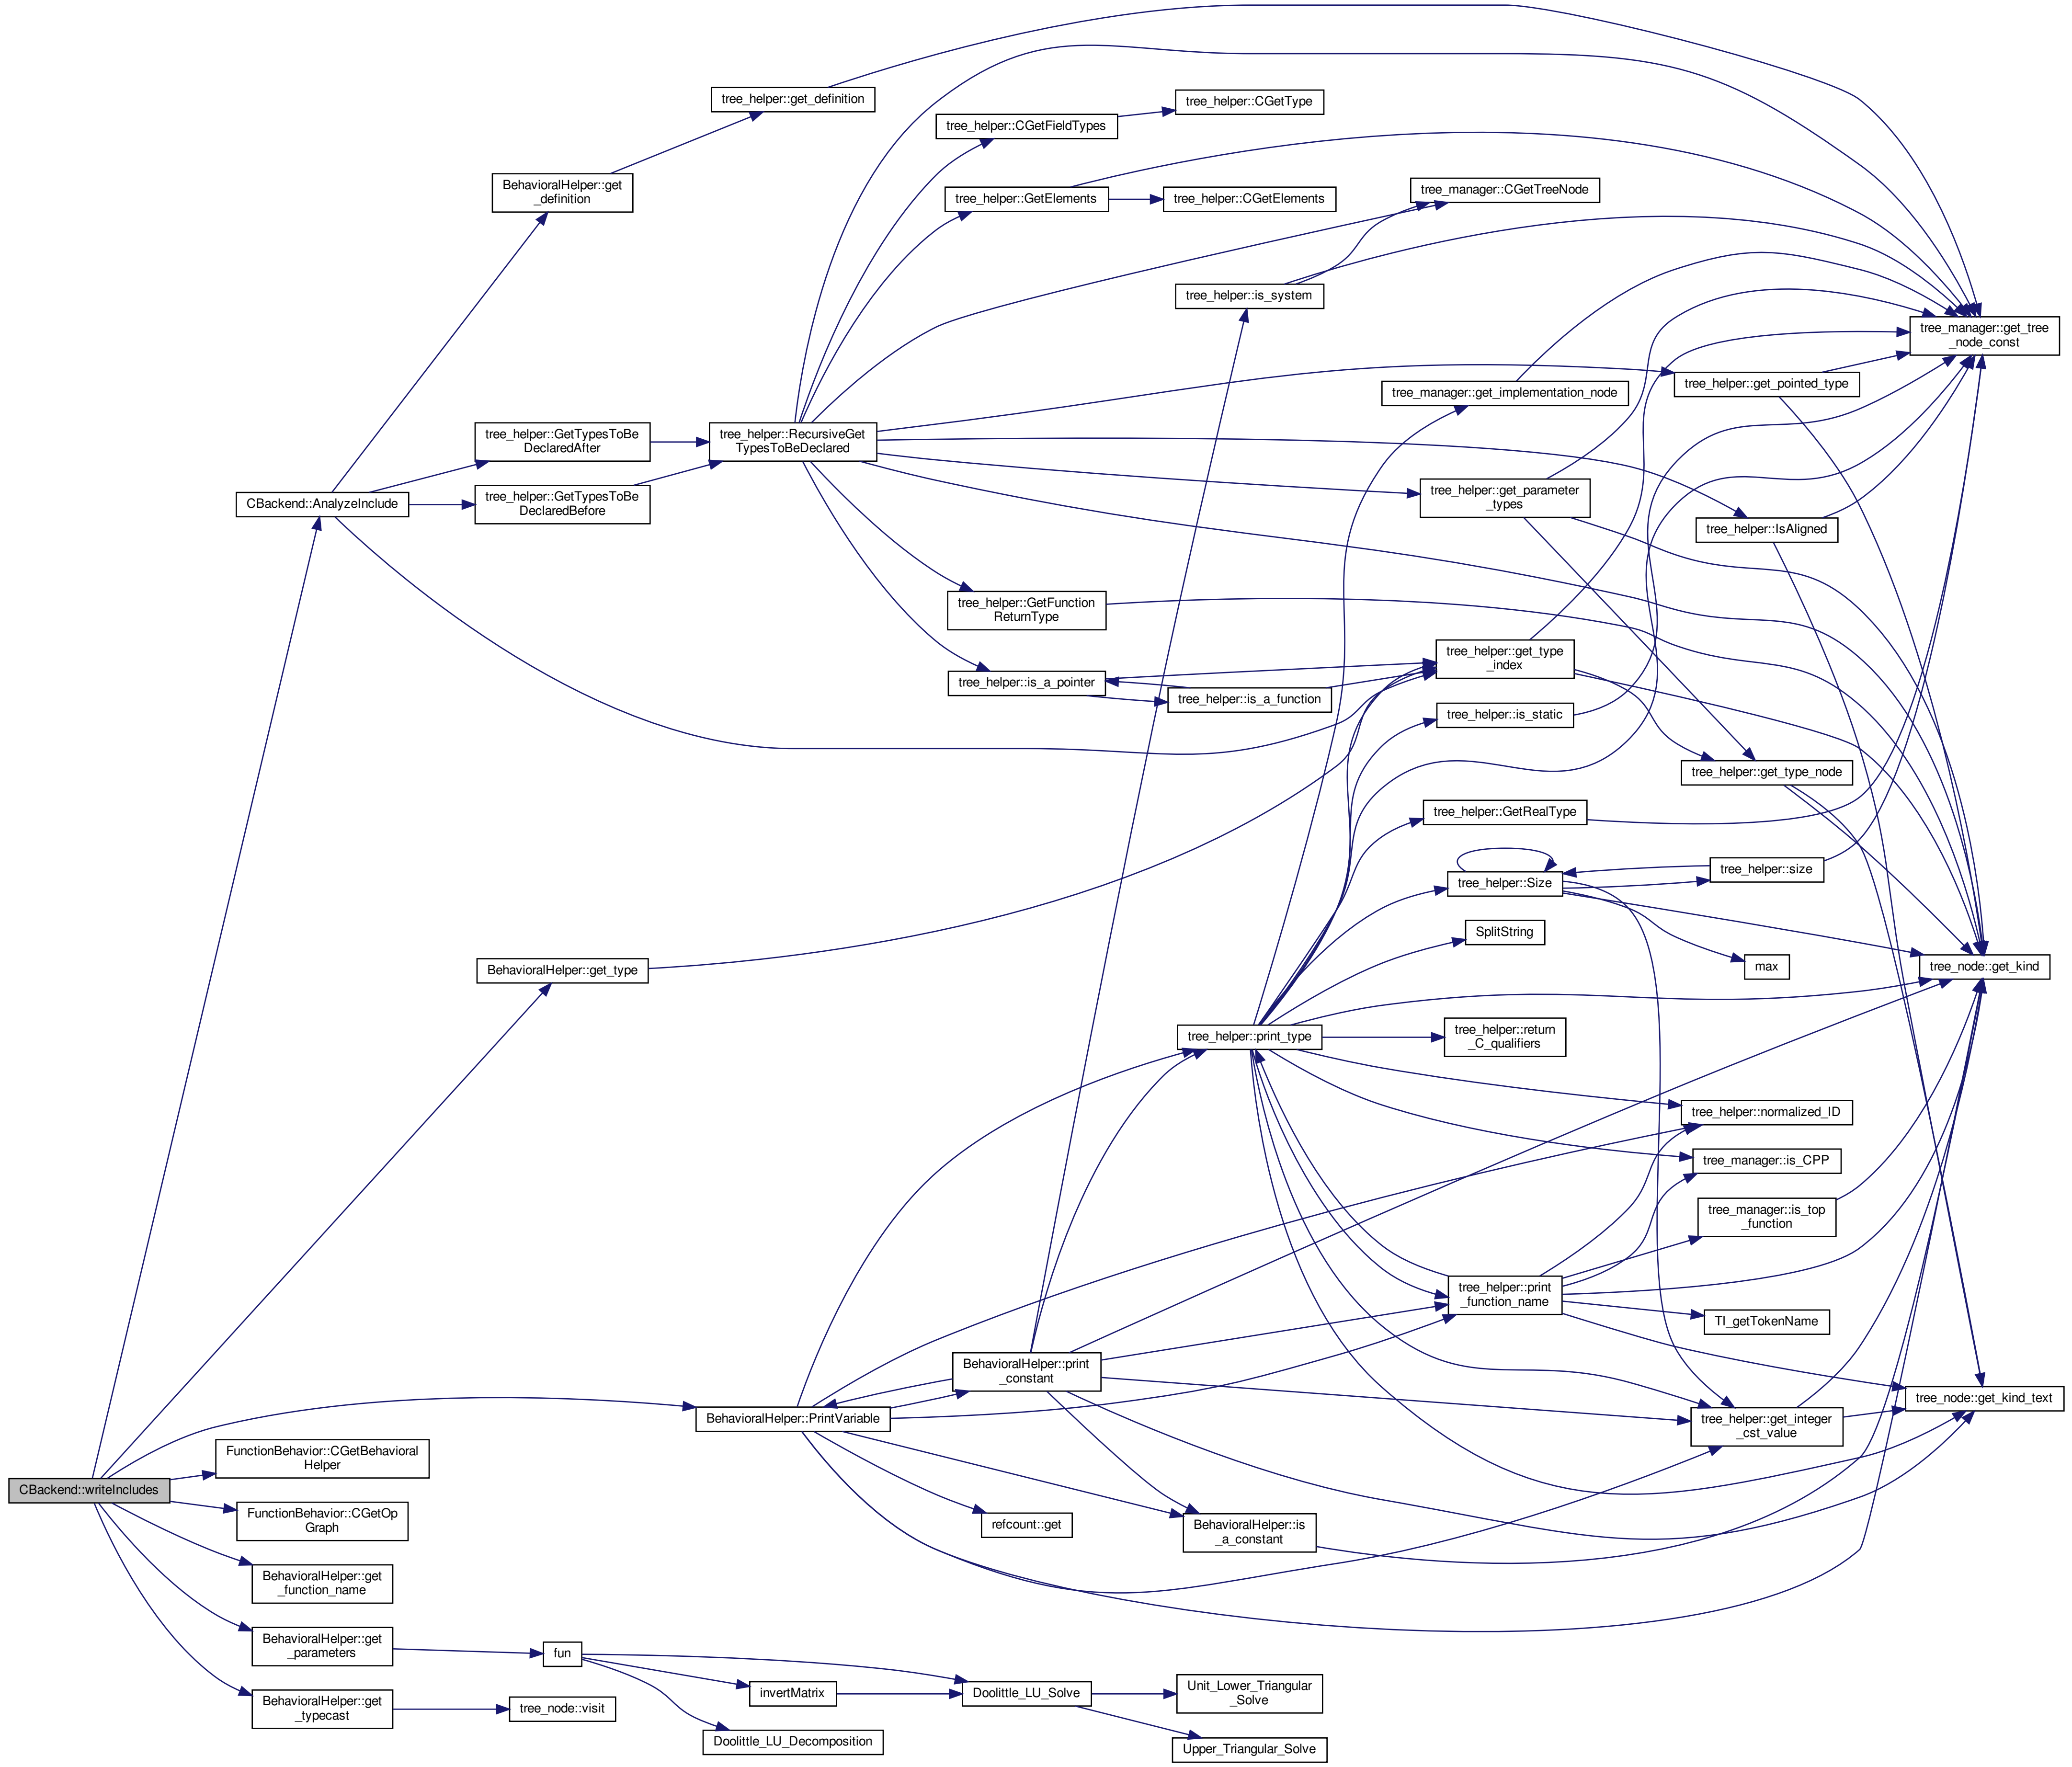 tree_helper::get_definition
tree_helper::CGetType
tree_helper::CGetFieldTypes
BehavioralHelper::get
_definition
tree_helper::GetElements
tree_helper::CGetElements
tree_manager::CGetTreeNode
tree_helper::is_system
tree_manager::get_tree
_node_const
tree_manager::get_implementation_node
tree_helper::get_pointed_type
tree_helper::GetTypesToBe
DeclaredAfter
tree_helper::RecursiveGet
TypesToBeDeclared
CBackend::AnalyzeInclude
tree_helper::GetTypesToBe
DeclaredBefore
tree_helper::get_parameter
_types
tree_helper::IsAligned
tree_helper::GetFunction
ReturnType
tree_helper::get_type
_index
tree_helper::is_a_pointer
tree_helper::is_a_function
tree_helper::is_static
tree_helper::get_type_node
tree_helper::GetRealType
tree_helper::Size
tree_helper::size
SplitString
BehavioralHelper::get_type
max
tree_node::get_kind
tree_helper::print_type
tree_helper::return
_C_qualifiers
tree_helper::normalized_ID
tree_manager::is_CPP
tree_manager::is_top
_function
tree_helper::print
_function_name
TI_getTokenName
BehavioralHelper::print
_constant
tree_node::get_kind_text
BehavioralHelper::PrintVariable
tree_helper::get_integer
_cst_value
FunctionBehavior::CGetBehavioral
Helper
CBackend::writeIncludes
FunctionBehavior::CGetOp
Graph
refcount::get
BehavioralHelper::is
_a_constant
BehavioralHelper::get
_function_name
BehavioralHelper::get
_parameters
fun
invertMatrix
Doolittle_LU_Solve
Unit_Lower_Triangular
_Solve
BehavioralHelper::get
_typecast
tree_node::visit
Doolittle_LU_Decomposition
Upper_Triangular_Solve